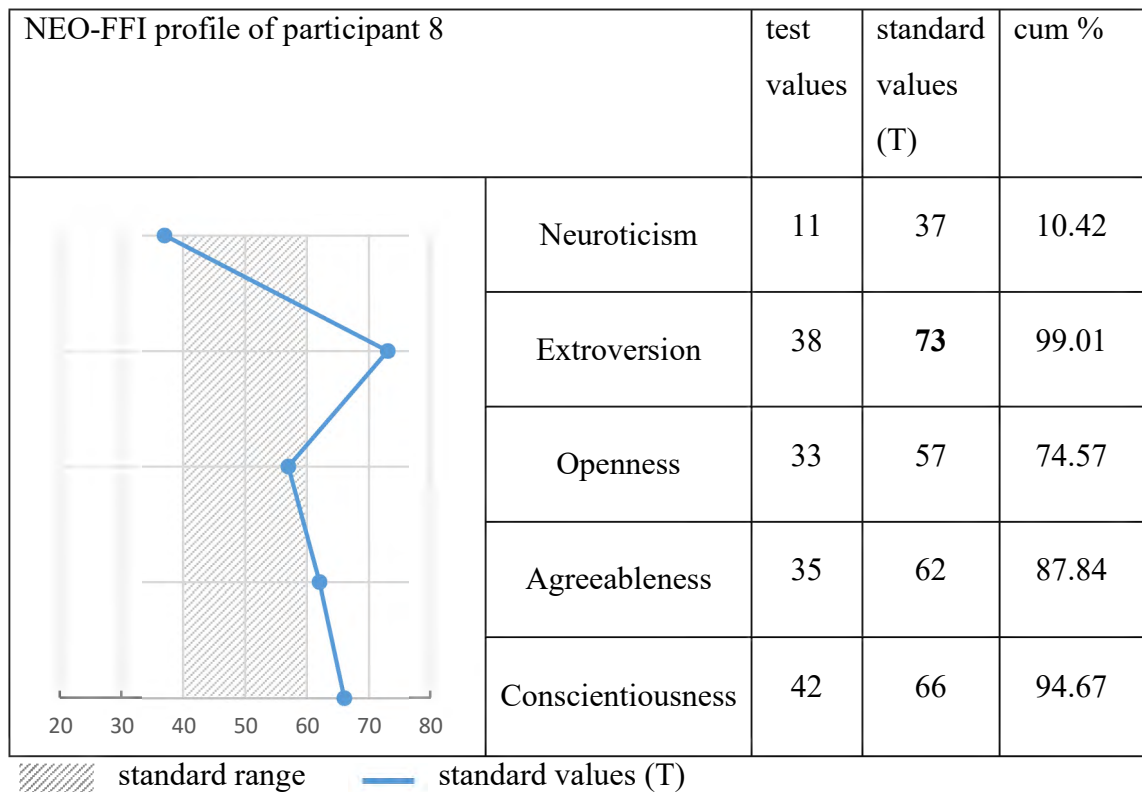 NEO-FFI profile of participant 8
test
values
standard
values
(T)
cum %
Neuroticism 11 37 10.42
Extroversion 38 73 99.01
Openness 33 57 74.57
Agreeableness 35 62 87.84
Conscientiousness 42 66 94.67
20 30 40 50 60 70 80
standard range standard values (T)